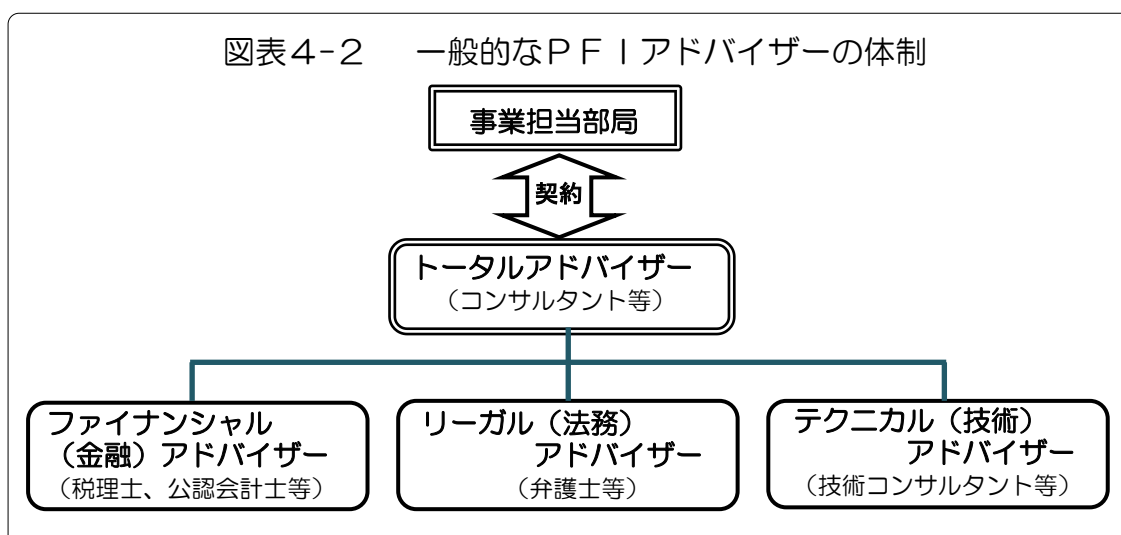 図表4-2 一般的なPFIアドバイザーの体制
事業担当部局
契約
トータルアドバイザー
(コンサルタント等)
ファイナンシャル
(金融)アドバイザー
(税理士、公認会計士等)
リーガル(法務)
アドバイザー
(弁護士等)
テクニカル(技術)
アドバイザー
(技術コンサルタント等)